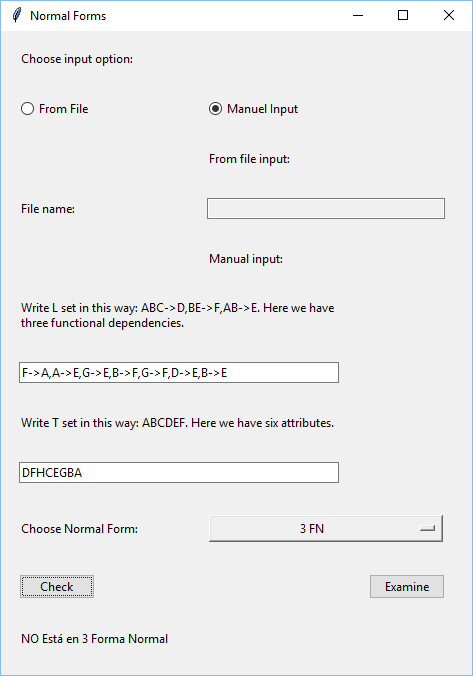 Normal Forms
Choose input option:
From File
Manuel Input
From file input:
File name:
Manual input:
Write L set in this way: ABC->D,BE->F,AB->E. Here we have
three functional dependencies.
F->A,A->E,G->E,B->F,G->F,D->E,B->E
Write T set in this way: ABCDEF. Here we have six attributes.
DFHCEGBA
Choose Normal Form:
3 FN
Check
Examine
NO Está en 3 Forma Normal